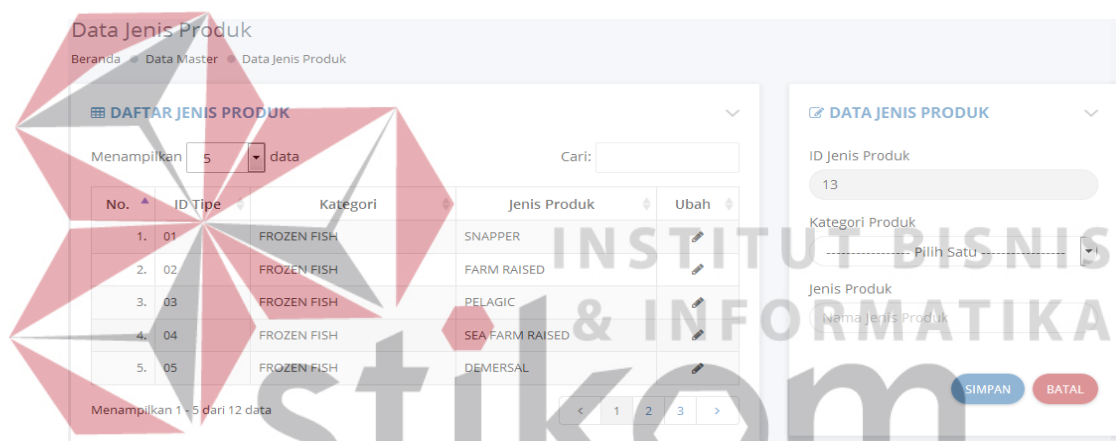 Data Jenis Produk
Beranda Data Master Data Jenis Produk
DAFTAR JENIS PRODUK
Menampilkan 5 data
Cari:
No. ID Tipe Kategori Jenis Produk Ubah
1. 01 FROZEN FISH SNAPPER
2. 02 FROZEN FISH FARM RAISED
3. 03 FROZEN FISH PELAGIC
4. 04 FROZEN FISH SEA FARM RAISED
5. 05 FROZEN FISH DEMERSAL
Menampilkan 1 - 5 dari 12 data
< 1 2 3 >
DATA JENIS PRODUK
ID Jenis Produk
13
Kategori Produk
---------------- Pilih Satu -----------------
Jenis Produk
Nama Jenis Produk
SIMPAN BATAL
INSTITUT BISNIS
& INFORMATIKA
stikom